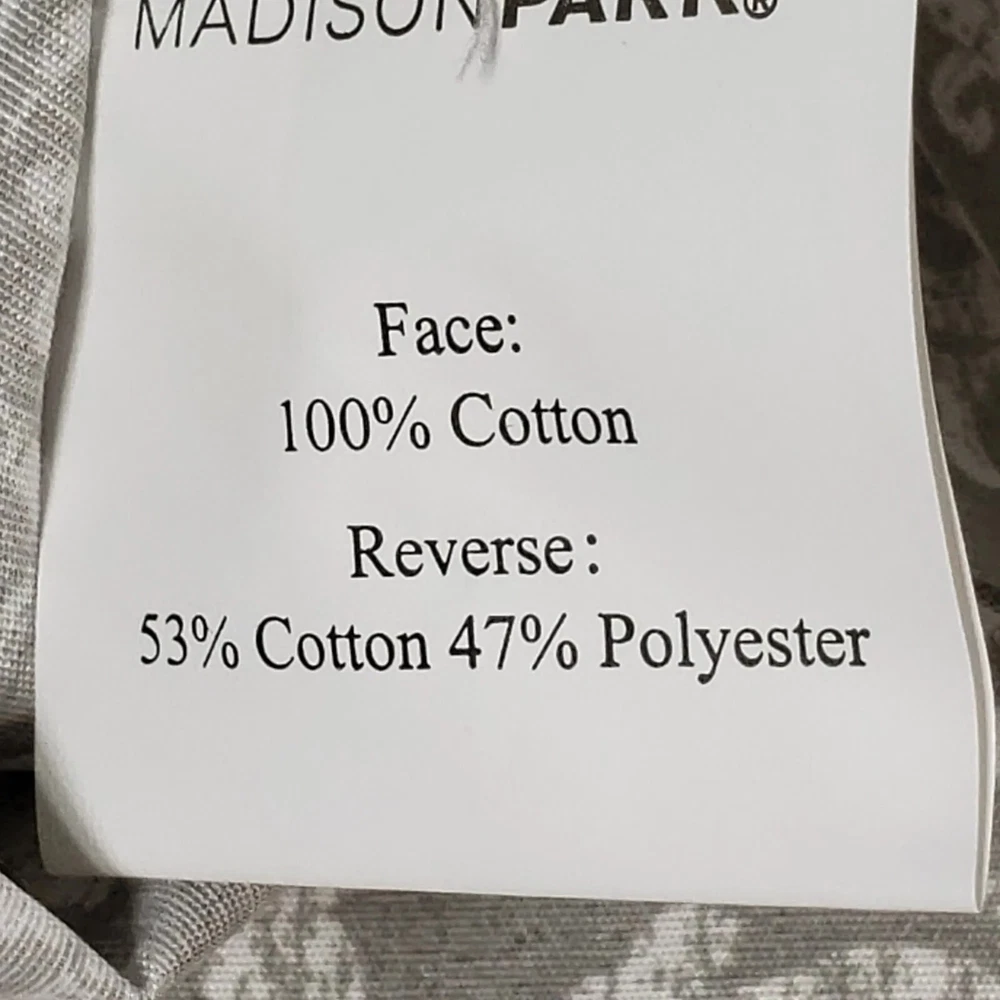 MADISON PARK®
Face:
100% Cotton
Reverse:
53% Cotton 47% Polyester